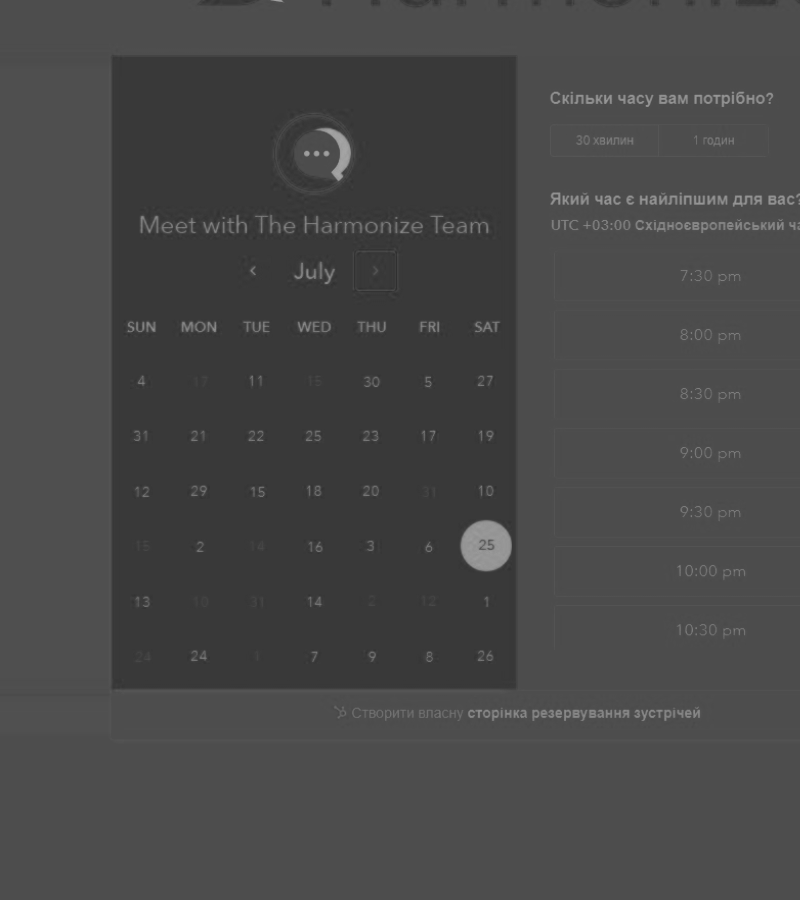 Meet with The Harmonize Team
July
SUN MON TUE WED THU FRI SAT
4 17 11 15 30 5 27
31 21 22 25 23 17 19
12 29 15 18 20 31 10
15 2 14 16 3 6 25
13 10 31 14 2 12 1
24 24 7 9 8 26
Скільки часу вам потрібно?
30 хвилин 1 годин
Який час є найліпшим для вас?
UTC +03:00 Східноєвропейський
7:30 pm
8:00 pm
8:30 pm
9:00 pm
9:30 pm
10:00 pm
10:30 pm
Створити власну сторінка резервування зустрічей